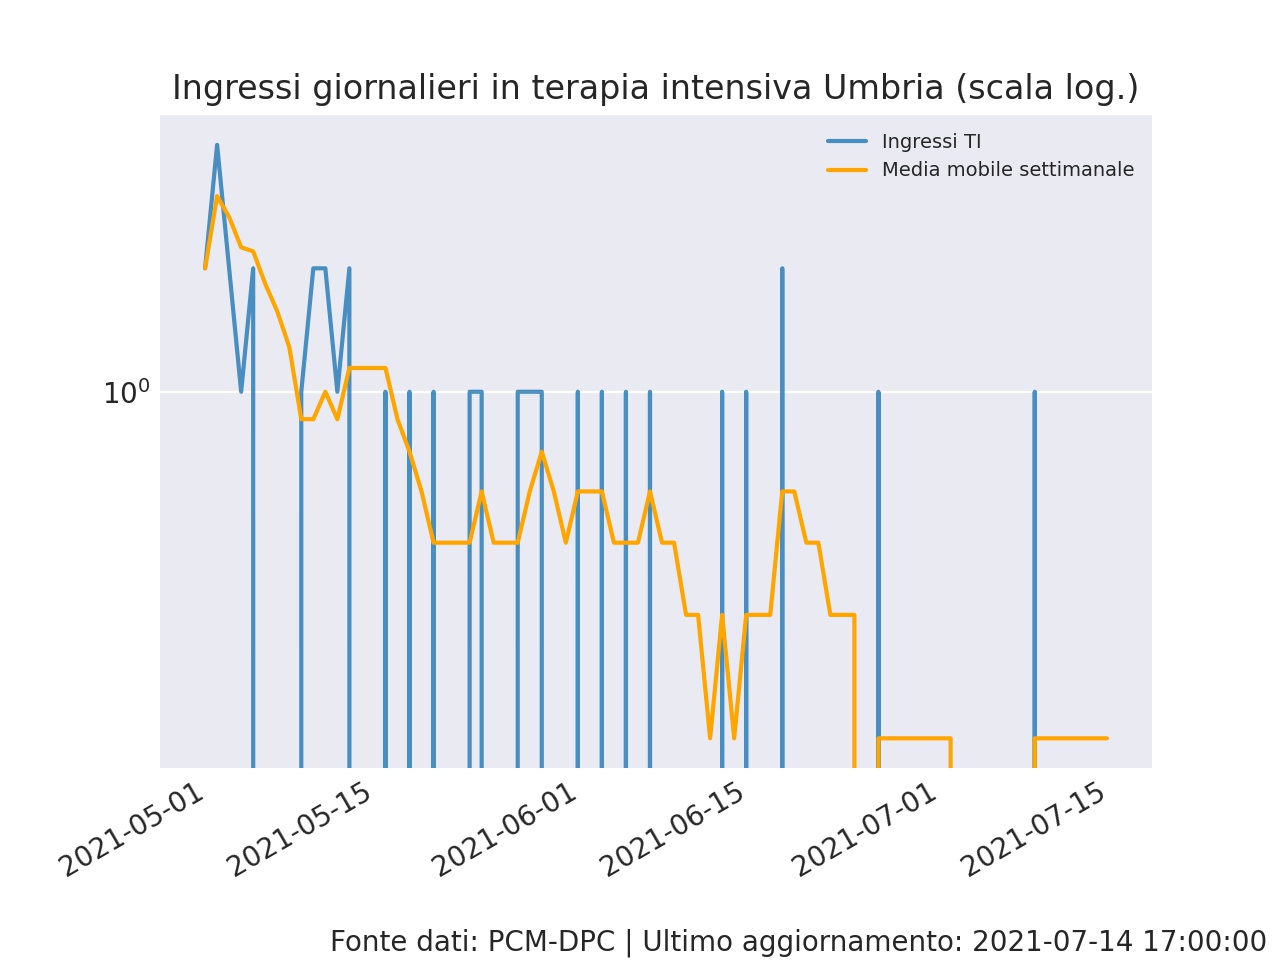 Ingressi giornalieri in terapia intensiva Umbria (scala log.)
Ingressi TI
Media mobile settimanale
10⁰
2021-05-01
2021-05-15
2021-06-01
2021-06-15
2021-07-01
2021-07-15
Fonte dati: PCM-DPC | Ultimo aggiornamento: 2021-07-14 17:00:00